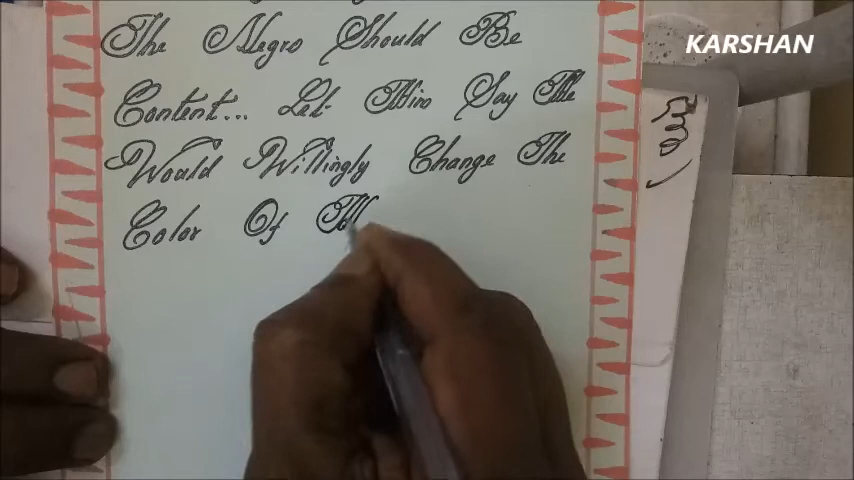 KARSHAN
The Negro Should Be
Content... Let Him Say The
Would Willingly Change The
Color Of